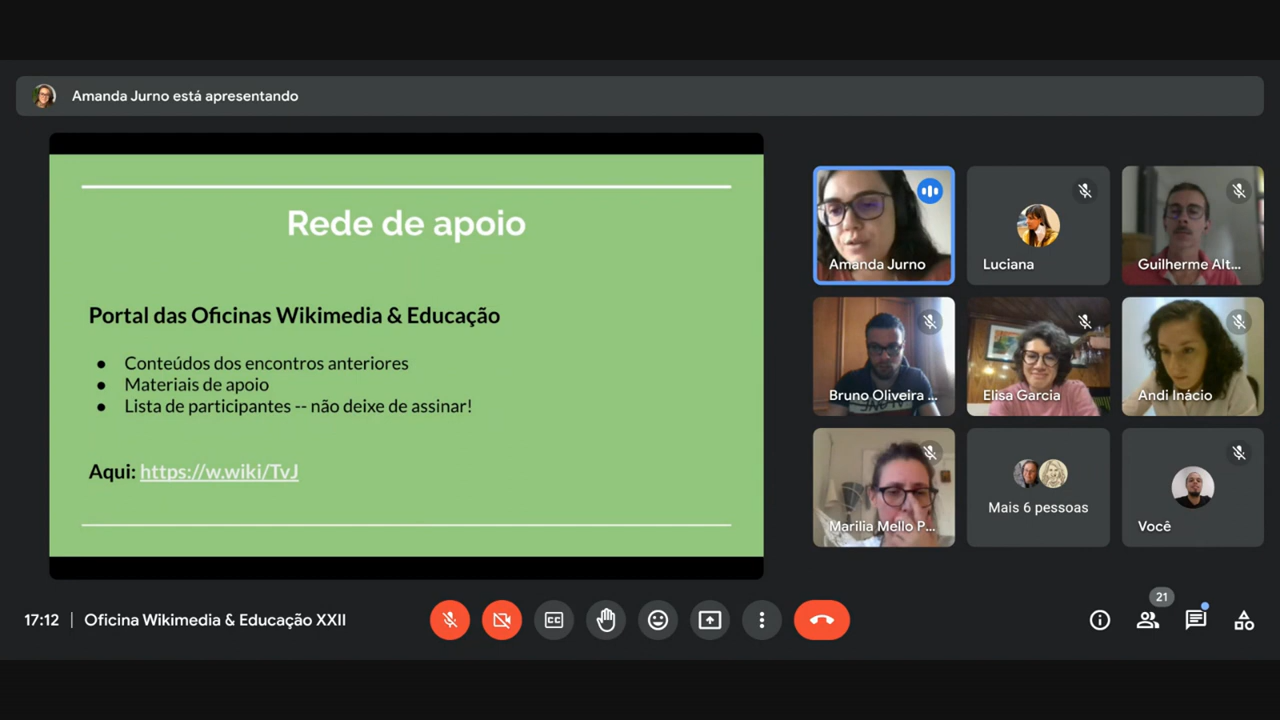 Amanda Jurno está apresentando
Rede de apoio
Portal das Oficinas Wikimedia & Educação
● Conteúdos dos encontros anteriores
● Materiais de apoio
● Lista de participantes -- não deixe de assinar!
Aqui: https://w.wiki/TvJ
Amanda Jurno
Luciana
Guilherme Alt...
Bruno Oliveira ...
Elisa Garcia
Andi Inácio
Marilia Mello P...
Mais 6 pessoas
Você
17:12 | Oficina Wikimedia & Educação XXII
CC
21